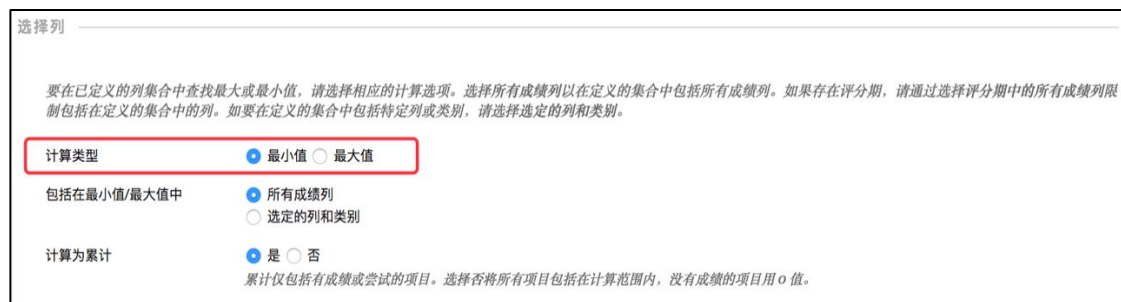 选择列
要在已定义的列集合中查找最大或最小值，请选择相应的计算选项。选择所有成绩列以在定义的集合中包括所有成绩列。如果存在评分期，请通过选择评分期中的所有成绩列限
制包括在定义的集合中的列。如要在定义的集合中包括特定列或类别，请选择选定的列和类别。
计算类型 最小值 最大值
包括在最小值/最大值中 所有成绩列
选定的列和类别
计算为累计 是 否
累计仅包括有成绩或尝试的项目。选择否将所有项目包括在计算范围内，没有成绩的项目用 0 值。